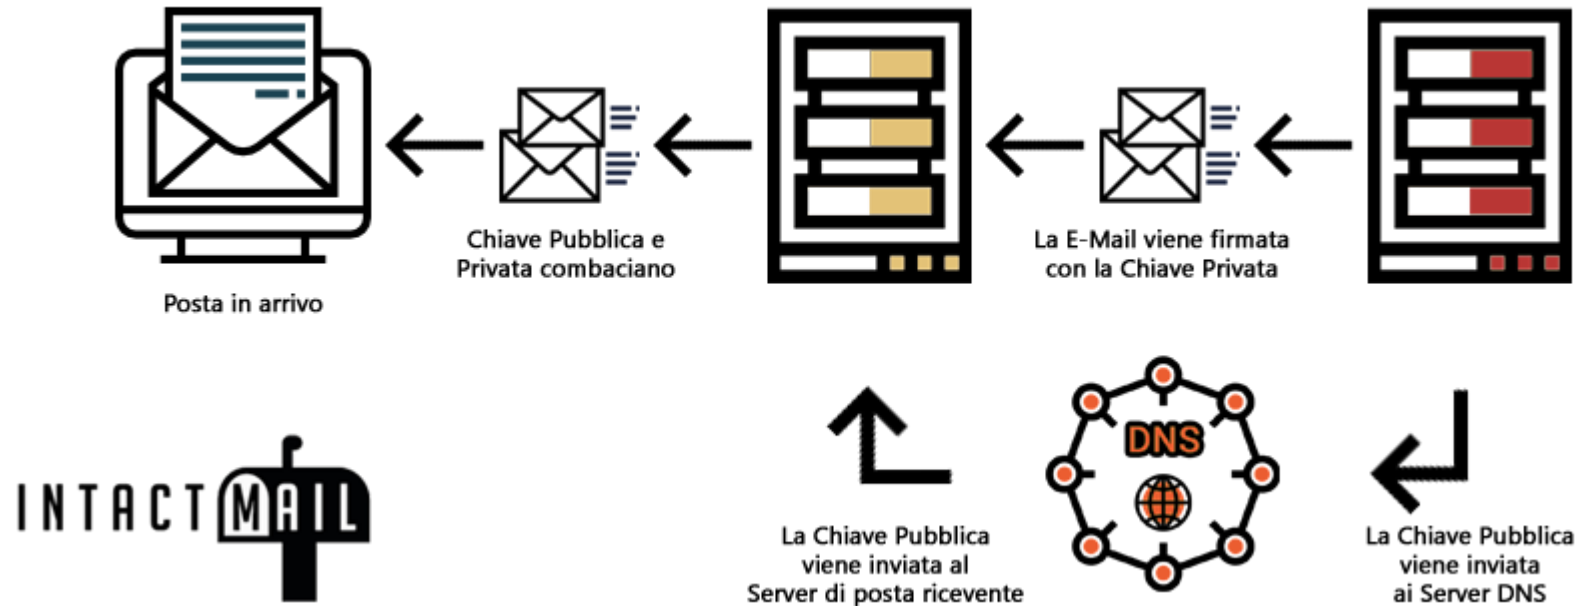 Posta in arrivo
Chiave Pubblica e
Privata combaciano
La E-Mail viene firmata
con la Chiave Privata
INTACTMAIL
La Chiave Pubblica
viene inviata al
Server di posta ricevente
DNS
La Chiave Pubblica
viene inviata
ai Server DNS